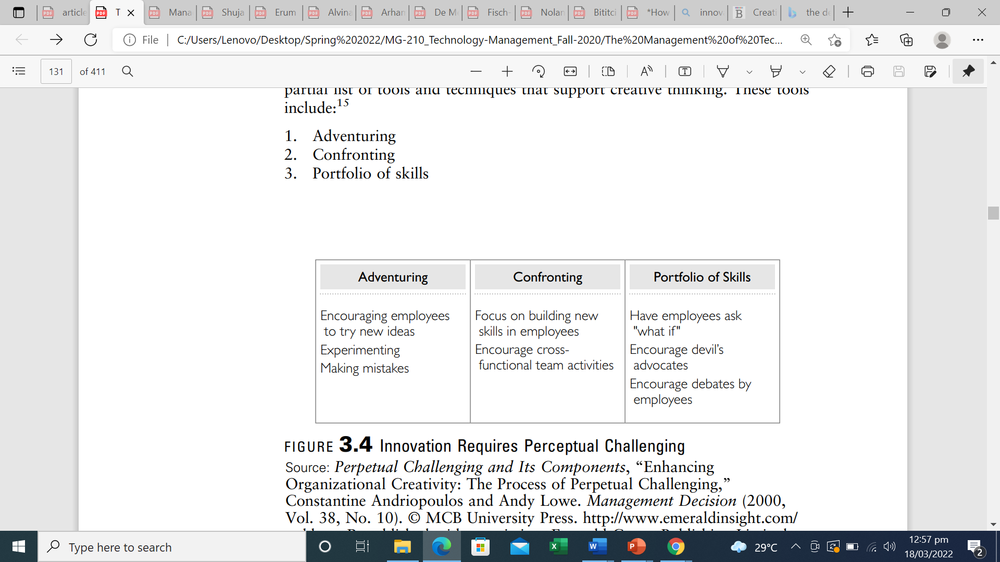 article
T
Mana
Shuja
Erum
Alvina
Arhan
De M
Fisch-
Nolan
Bititci
*How
innov
Creati
the de
File
C:/Users/Lenovo/Desktop/Spring%202022/MG-210_Technology-Management_Fall-2020/The%20Management%20of%20Tec...
131 of 411
partial list of tools and techniques that support creative thinking. These tools
include:15
1. Adventuring
2. Confronting
3. Portfolio of skills
Adventuring
Encouraging employees
to try new ideas
Experimenting
Making mistakes
Confronting
Focus on building new
skills in employees
Encourage cross-
functional team activities
Portfolio of Skills
Have employees ask
"what if"
Encourage devil's
advocates
Encourage debates by
employees
FIGURE 3.4 Innovation Requires Perceptual Challenging
Source: Perpetual Challenging and Its Components, “Enhancing
Organizational Creativity: The Process of Perpetual Challenging,”
Constantine Andriopoulos and Andy Lowe. Management Decision (2000,
Vol. 38, No. 10). © MCB University Press. http://www.emeraldinsight.com/
Type here to search
29°C
12:57 pm
18/03/2022
2